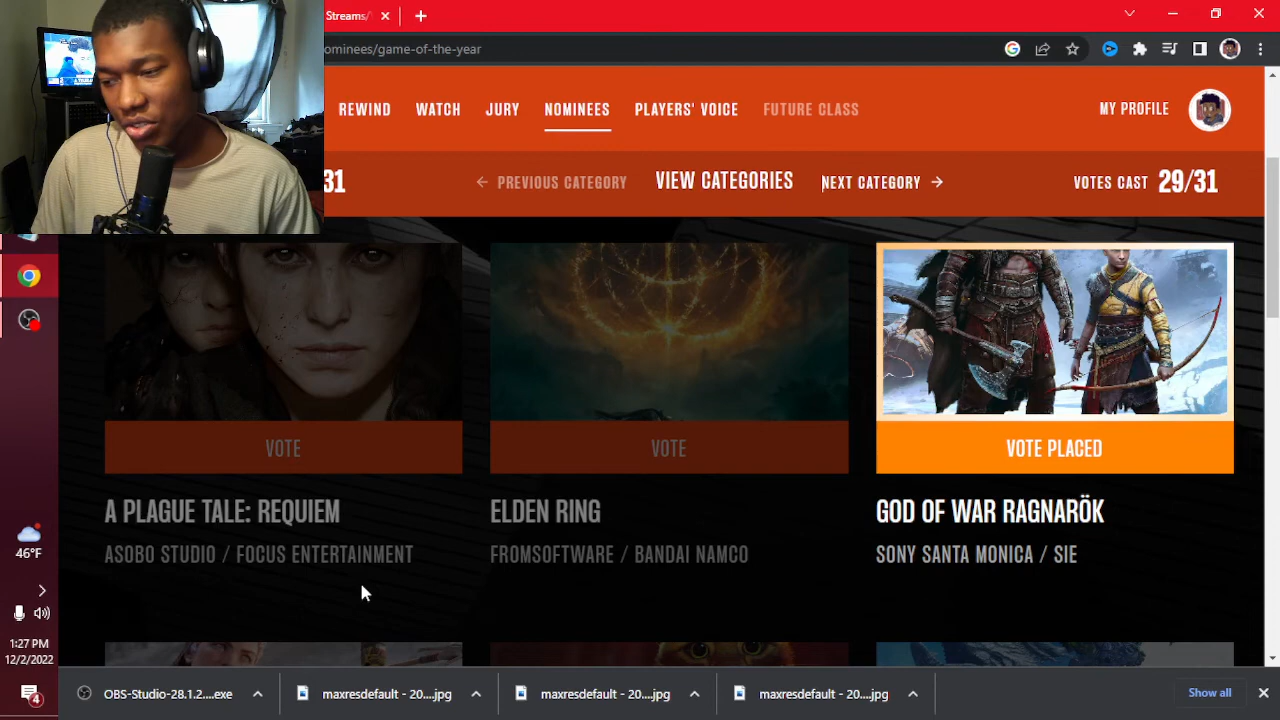 Streams/
ominees/game-of-the-year
REWIND WATCH JURY NOMINEES PLAYERS' VOICE FUTURE CLASS MY PROFILE
31 PREVIOUS CATEGORY VIEW CATEGORIES NEXT CATEGORY VOTES CAST 29/31
VOTE VOTE VOTE PLACED
A PLAGUE TALE: REQUIEM ELDEN RING GOD OF WAR RAGNARÖK
ASOBO STUDIO / FOCUS ENTERTAINMENT FROMSOFTWARE / BANDAI NAMCO SONY SANTA MONICA / SIE
46°F
1:27 PM
12/2/2022
4
OBS-Studio-28.1.2....exe maxresdefault - 20....jpg maxresdefault - 20....jpg maxresdefault - 20....jpg Show all